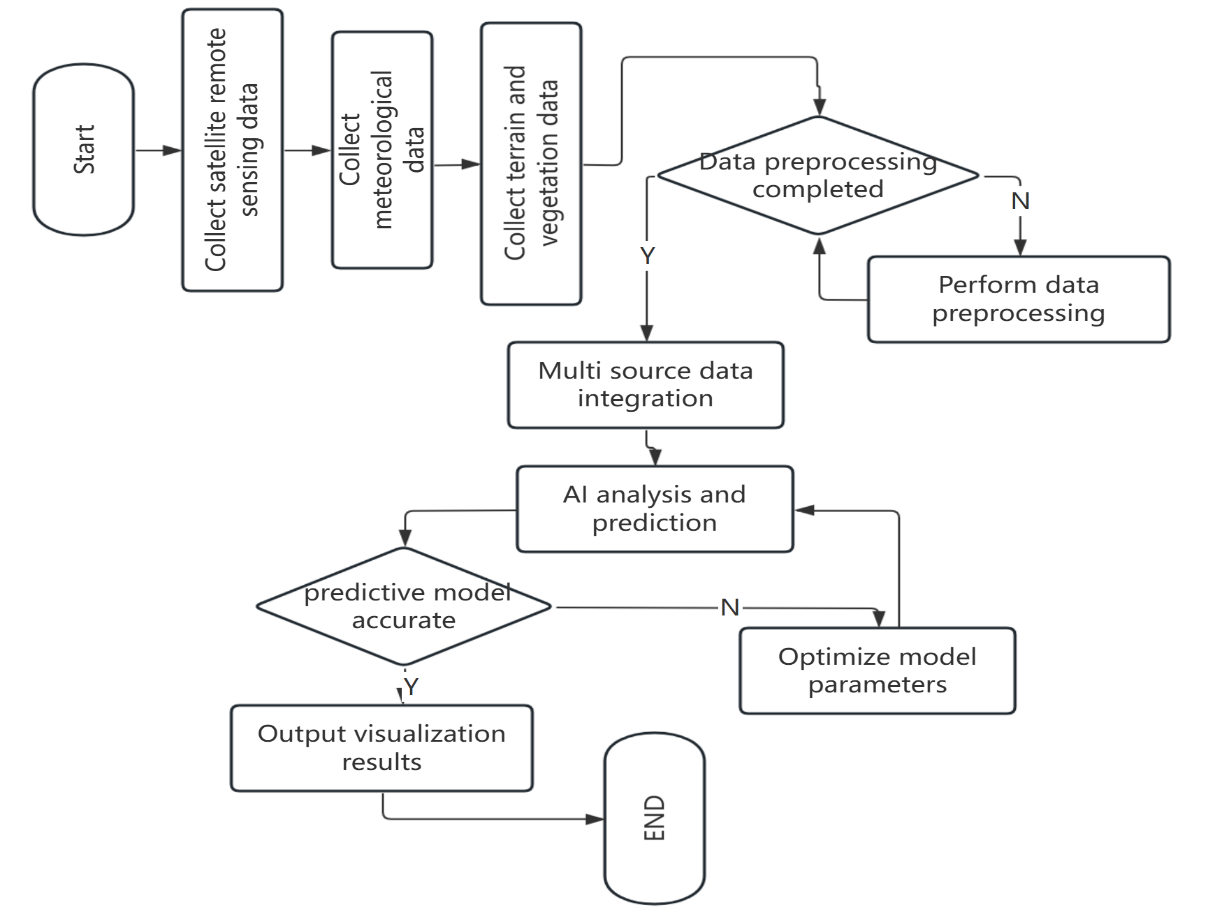 Start
Collect satellite remote
sensing data
Collect
meteorological
data
Collect terrain and
vegetation data
Data preprocessing
completed
N
Y
Perform data
preprocessing
Multi source data
integration
AI analysis and
prediction
predictive model
accurate
N
Optimize model
parameters
Y
Output visualization
results
END